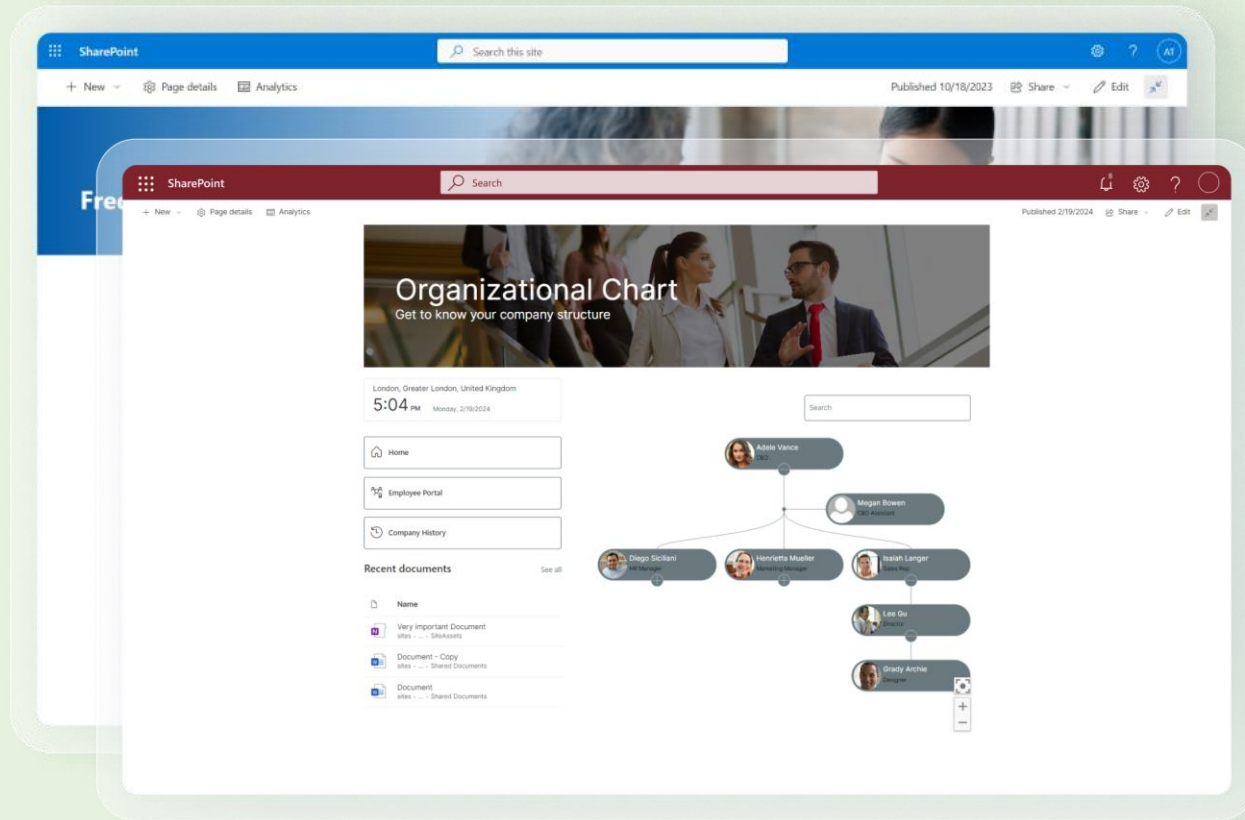 SharePoint
Search this site
?
AT
+ New
Page details
Analytics
Published 10/18/2023
Share
Edit
SharePoint
Search
?
+ New
Page details
Analytics
Published 2/19/2024
Share
Edit
Organizational Chart
Get to know your company structure
London, Greater London, United Kingdom
5:04 PM Monday, 2/19/2024
Home
Employee Portal
Company History
Recent documents
See all
Name
Very important Document
sites - ... - SiteAssets
Document - Copy
sites - ... - Shared Documents
Document
sites - ... - Shared Documents
Search
Adele Vance
CEO
Megan Bowen
CEO Assistant
Diego Siciliani
HR Manager
Henrietta Mueller
Marketing Manager
Isaiah Langer
Sales Rep
Lee Gu
Director
Grady Archie
Designer
+
−